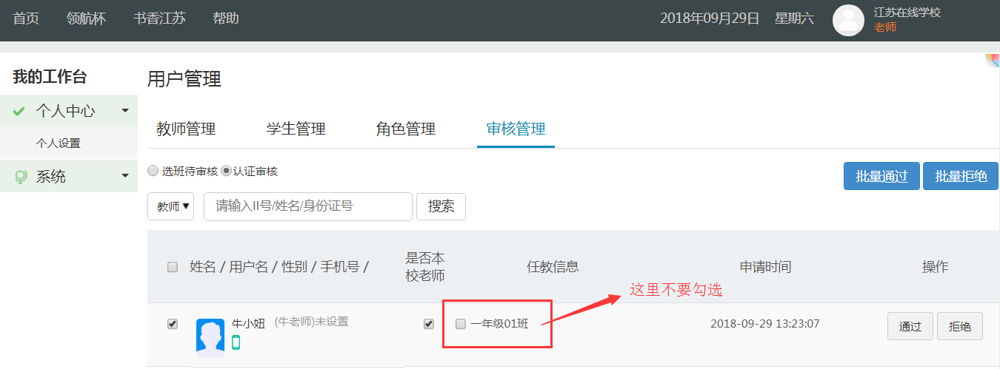 首页 领航杯 书香江苏 帮助 2018年09月29日 星期六 江苏在线学校
老师
我的工作台
用户管理
个人中心
个人设置
系统
教师管理 学生管理 角色管理 审核管理
选班待审核 认证审核
批量通过 批量拒绝
教师 请输入II号/姓名/身份证号 搜索
姓名 / 用户名 / 性别 / 手机号 /
是否本
校老师
任教信息 申请时间 操作
这里不要勾选
牛小妞 (牛老师)未设置 一年级01班 2018-09-29 13:23:07 通过 拒绝